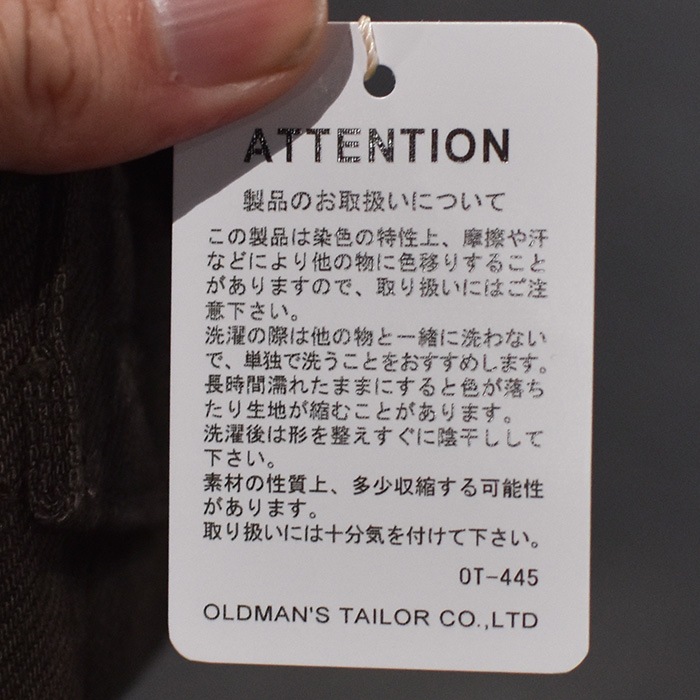 ATTENTION
製品のお取扱いについて
この製品は染色の特性上、摩擦や汗
などにより他の物に色移りすること
がありますので、取り扱いにはご注
意下さい。
洗濯の際は他の物と一緒に洗わない
で、単独で洗うことをおすすめします。
長時間濡れたままにすると色が落ち
たり生地が縮むことがあります。
洗濯後は形を整えすぐに陰干しして
下さい。
素材の性質上、多少収縮する可能性
があります。
取り扱いには十分気を付けて下さい。
OT-445
OLDMAN'S TAILOR CO.,LTD